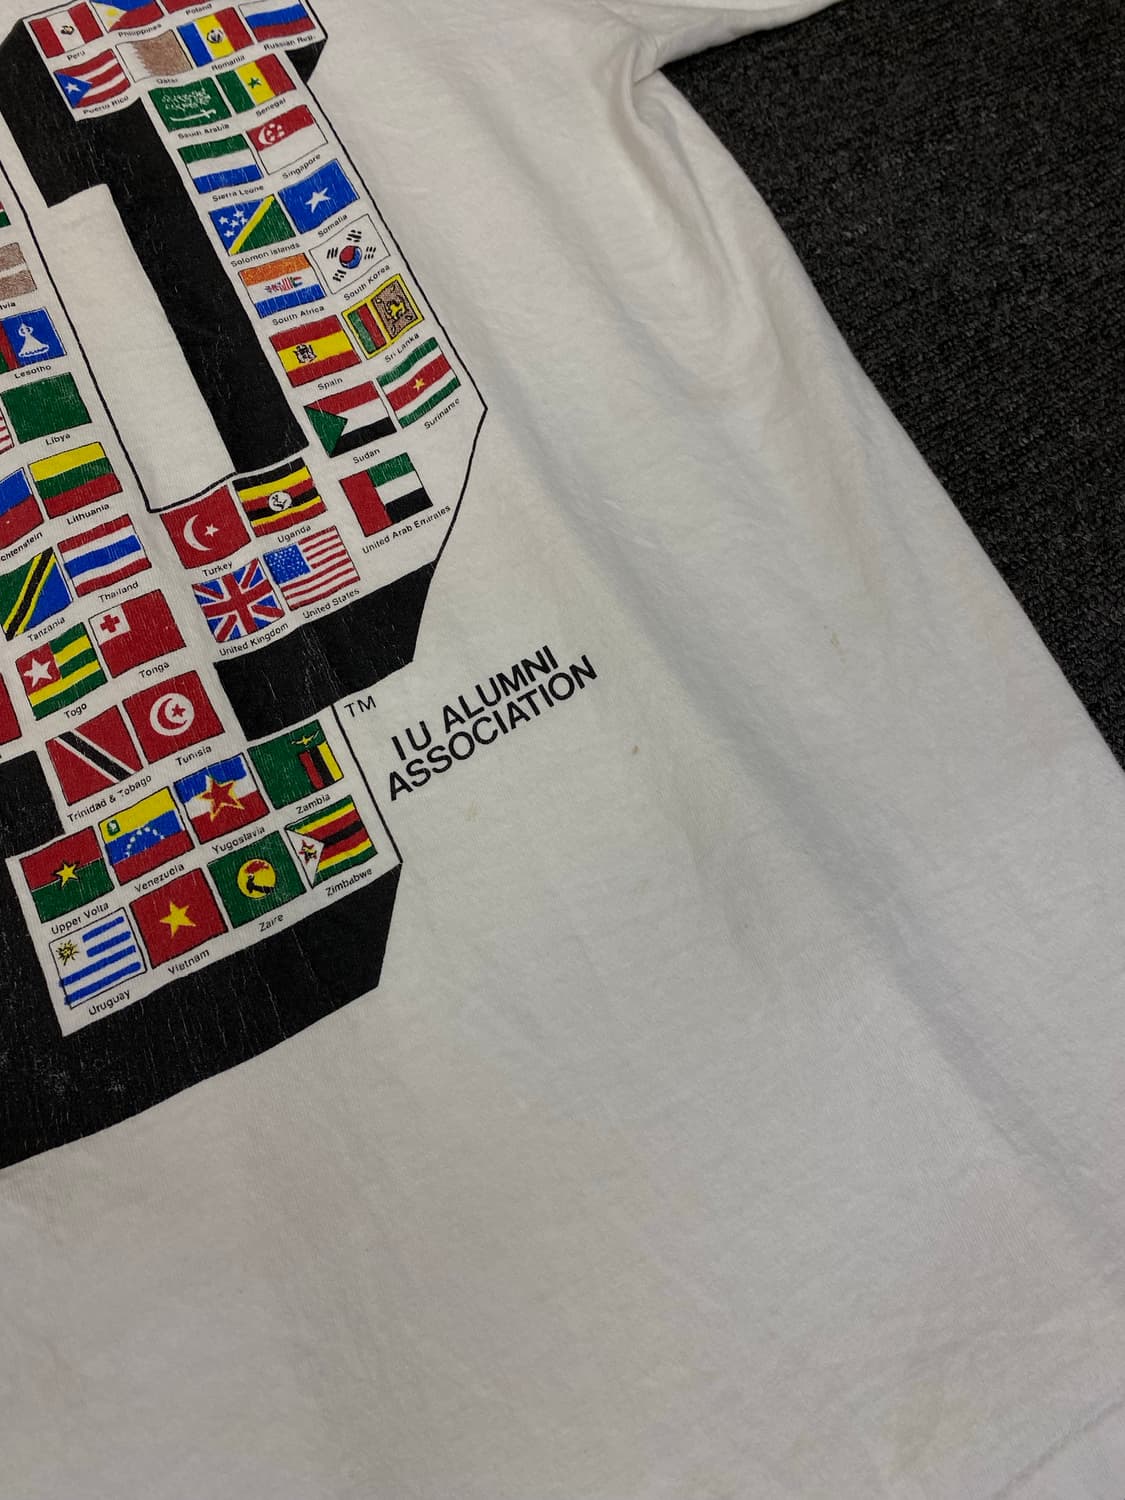 Peru
Philippines
Poland
Puerto Rico
Qatar
Romania
Russian Rep.
Saudi Arabia
Senegal
Sierra Leone
Singapore
Solomon Islands
Somalia
South Africa
South Korea
Spain
Sri Lanka
Sudan
Suriname
Lesotho
Libya
Lithuania
Thailand
Tanzania
Togo
Tonga
Trinidad & Tobago
Tunisia
Turkey
Uganda
United Arab Emirates
United Kingdom
United States
TM
IU ALUMNI
ASSOCIATION
Upper Volta
Venezuela
Yugoslavia
Zambia
Uruguay
Vietnam
Zaire
Zimbabwe